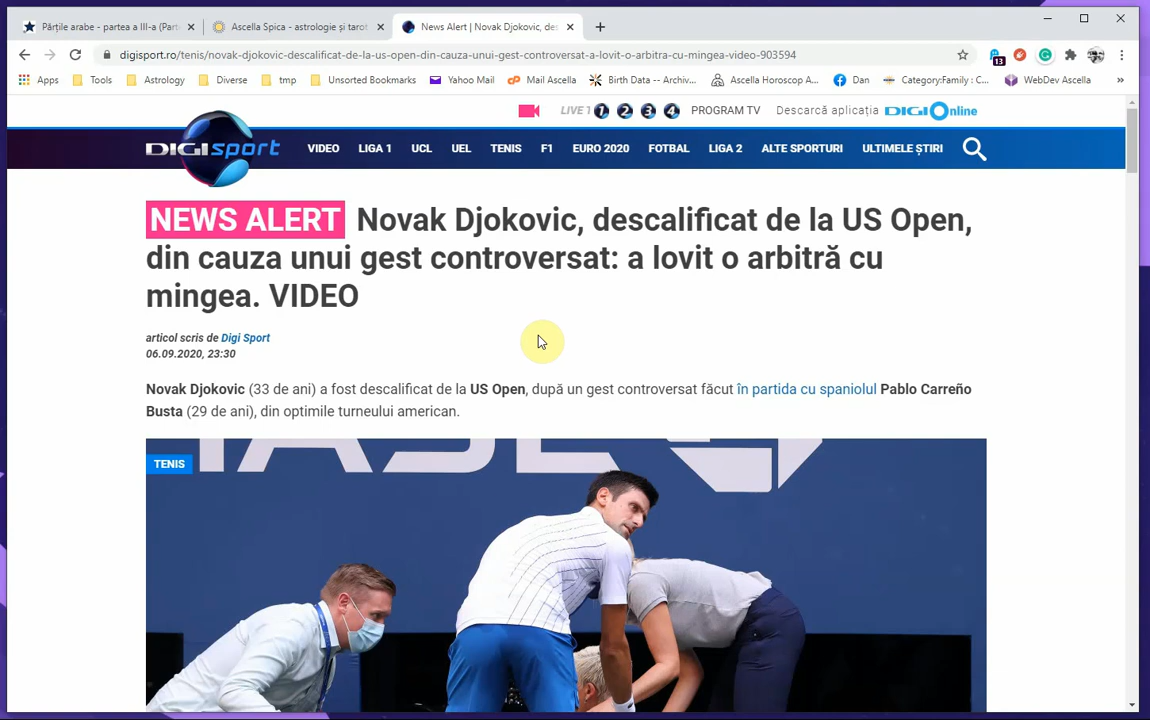 Părțile arabe - partea a III-a (Part
Ascella Spica - astrologie și tarot
News Alert | Novak Djokovic, des
digisport.ro/tenis/novak-djokovic-descalificat-de-la-us-open-din-cauza-unui-gest-controversat-a-lovit-o-arbitra-cu-mingea-video-903594
13
Apps
Tools
Astrology
Diverse
tmp
Unsorted Bookmarks
Yahoo Mail
Mail Ascella
Birth Data -- Archiv...
Ascella Horoscop A...
Dan
Category:Family : C...
WebDev Ascella
LIVE 1 2 3 4
PROGRAM TV
Descarcă aplicația
DIGI Online
DIGI sport
VIDEO
LIGA 1
UCL
UEL
TENIS
F1
EURO 2020
FOTBAL
LIGA 2
ALTE SPORTURI
ULTIMELE ȘTIRI
NEWS ALERT Novak Djokovic, descalificat de la US Open,
din cauza unui gest controversat: a lovit o arbitră cu
mingea. VIDEO
articol scris de Digi Sport
06.09.2020, 23:30
Novak Djokovic (33 de ani) a fost descalificat de la US Open, după un gest controversat făcut în partida cu spaniolul Pablo Carreño
Busta (29 de ani), din optimile turneului american.
TENIS